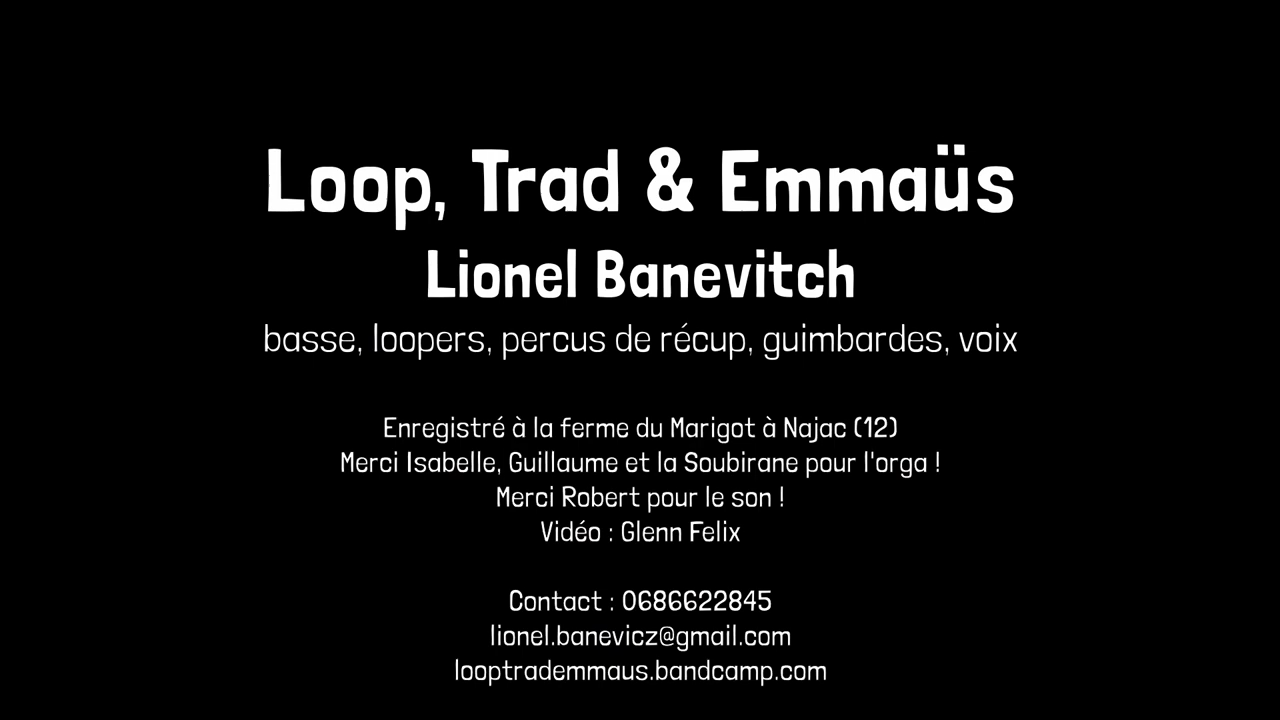 Loop, Trad & Emmaüs
Lionel Banevitch
basse, loopers, percus de récup, guimbardes, voix
Enregistré à la ferme du Marigot à Najac (12)
Merci Isabelle, Guillaume et la Soubirane pour l'orga !
Merci Robert pour le son !
Vidéo : Glenn Felix
Contact : 0686622845
lionel.banevicz@gmail.com
looptrademmaus.bandcamp.com